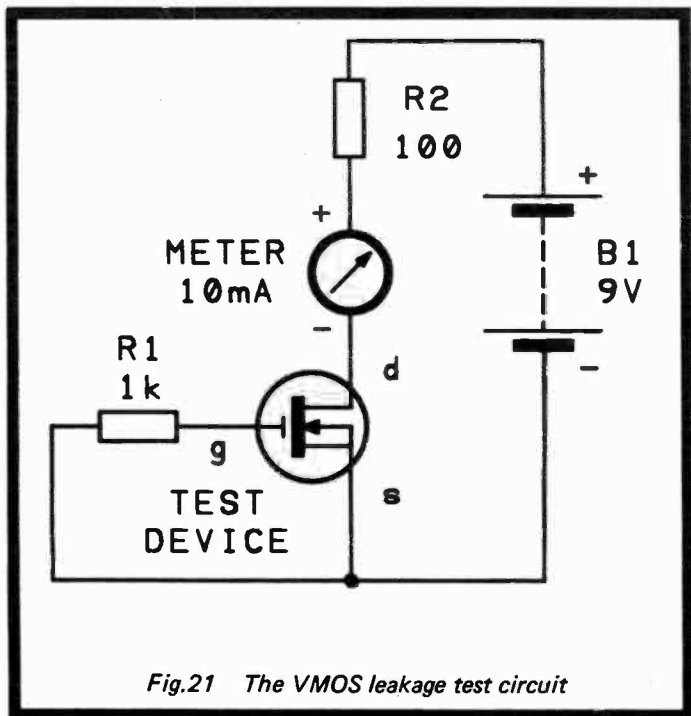 R2
100
+
+
METER
10mA
B1
9V
-
-
R1
1k
d
g
s
TEST
DEVICE
Fig.21 The VMOS leakage test circuit